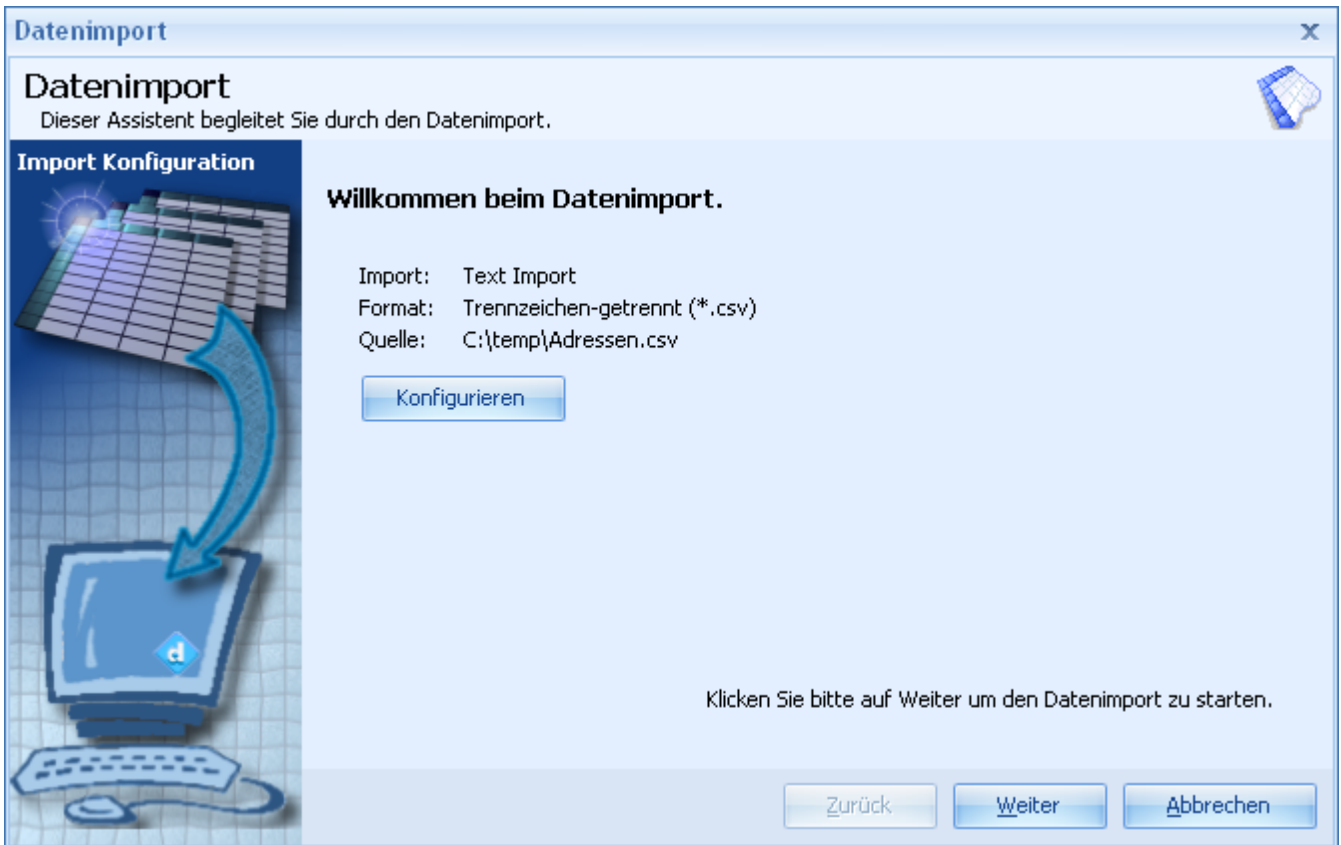 Datenimport
Datenimport
Dieser Assistent begleitet Sie durch den Datenimport.
Import Konfiguration
Willkommen beim Datenimport.
Import: Text Import
Format: Trennzeichen-getrennt (*.csv)
Quelle: C:\temp\Adressen.csv
Konfigurieren
d
Klicken Sie bitte auf Weiter um den Datenimport zu starten.
Zurück Weiter Abbrechen